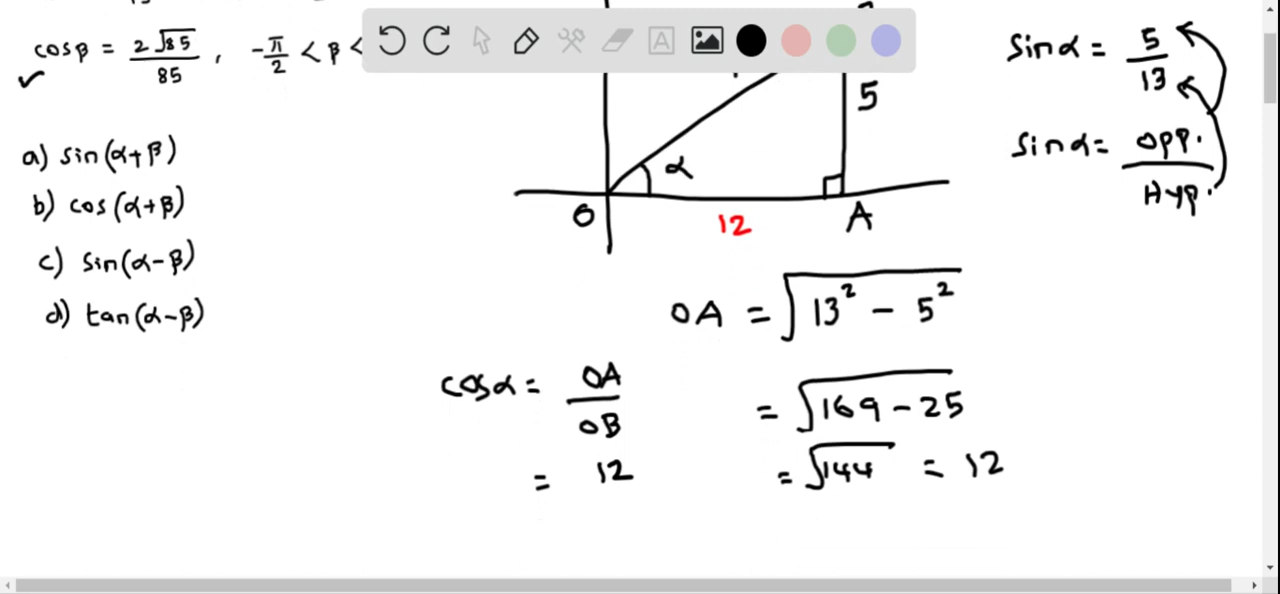 cosβ = 2√85 / 85 , -π/2 < β <
a) sin(α+β)
b) cos(α+β)
c) sin(α-β)
d) tan(α-β)
A
5
α
O
12
A
sinα = 5/13
sinα = opp. / Hyp.
OA = √13² - 5²
= √169 - 25
= √144 = 12
cosα = OA / OB
= 12